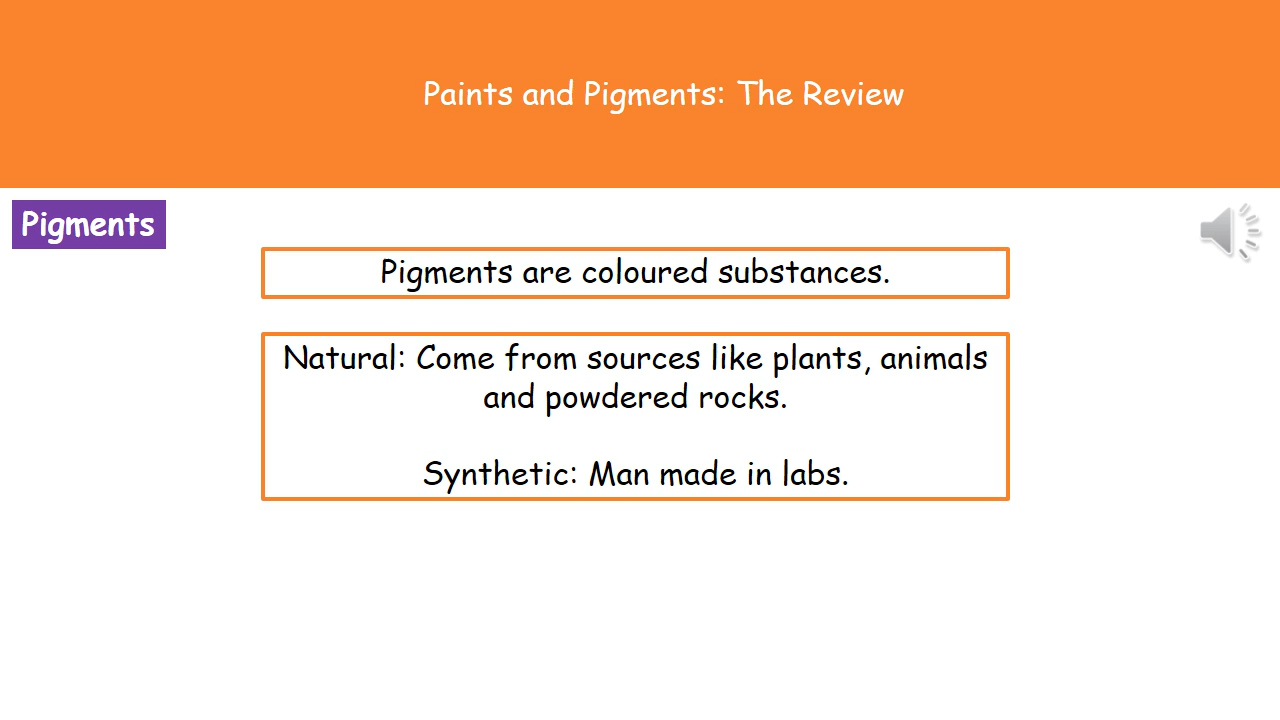 Paints and Pigments: The Review
Pigments
Pigments are coloured substances.
Natural: Come from sources like plants, animals
and powdered rocks.
Synthetic: Man made in labs.